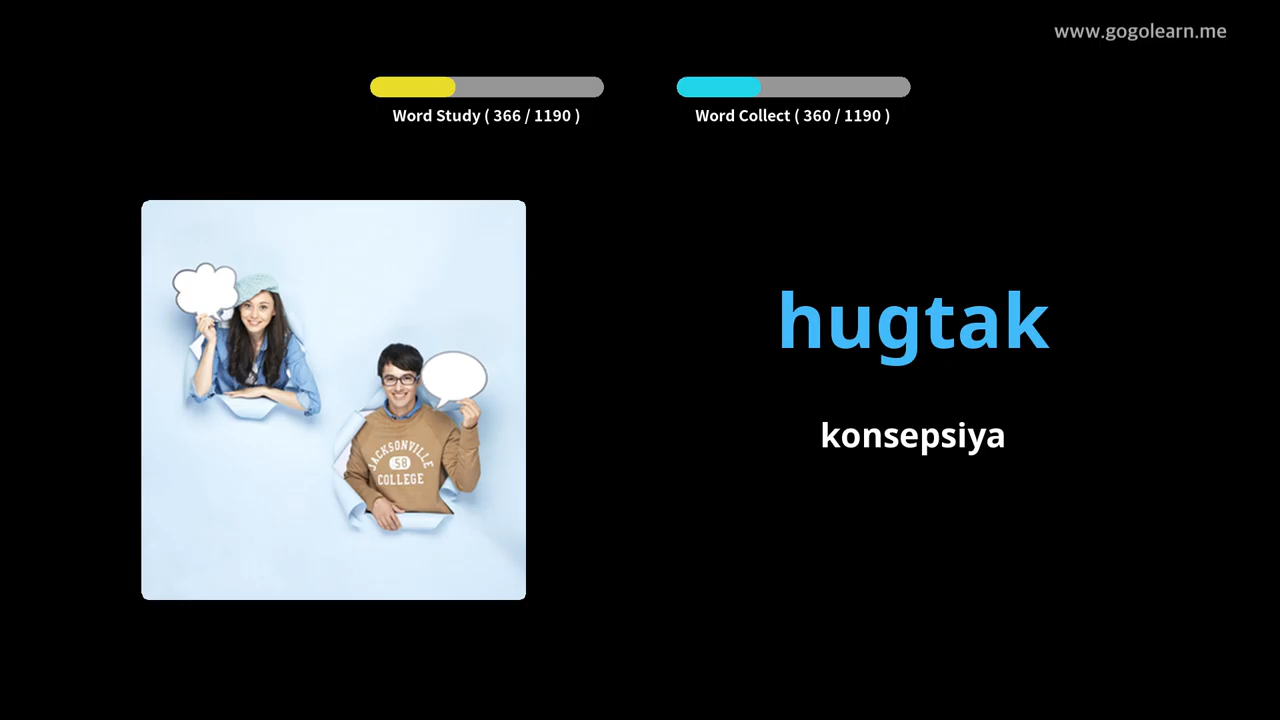 www.gogolearn.me
Word Study ( 366 / 1190 )
Word Collect ( 360 / 1190 )
JACKSONVILLE
58
COLLEGE
hugtak
konsepsiya